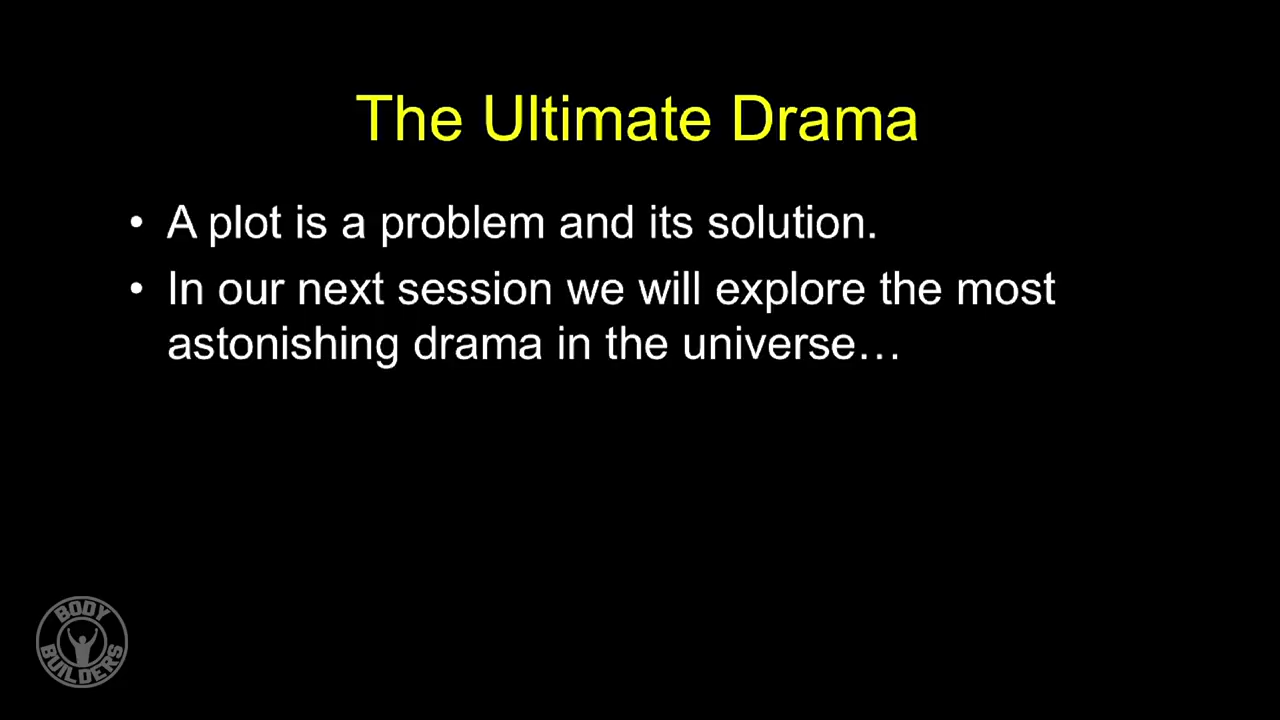 The Ultimate Drama
• A plot is a problem and its solution.
• In our next session we will explore the most
astonishing drama in the universe…
BODY
BUILDERS